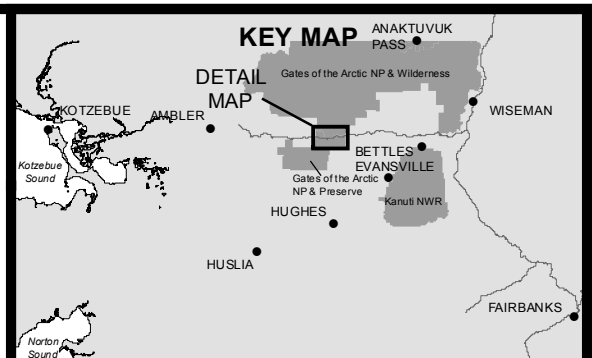 KEY MAP
ANAKTUVUK
PASS
Gates of the Arctic NP & Wilderness
DETAIL
MAP
KOTZEBUE
AMBLER
WISEMAN
Kotzebue
Sound
BETTLES
EVANSVILLE
Gates of the Arctic
NP & Preserve
Kanuti NWR
HUGHES
HUSLIA
FAIRBANKS
Norton
Sound